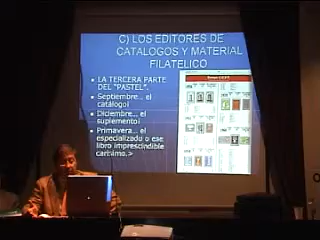 C) LOS EDITORES DE
CATALOGOS Y MATERIAL
FILATELICO
LA TERCERA PARTE
DEL "PASTEL".
Septiembre... el
catálogo!
Diciembre... el
suplemento!
Primavera... el
especializado o ese
libro imprescindible
carísimo.>